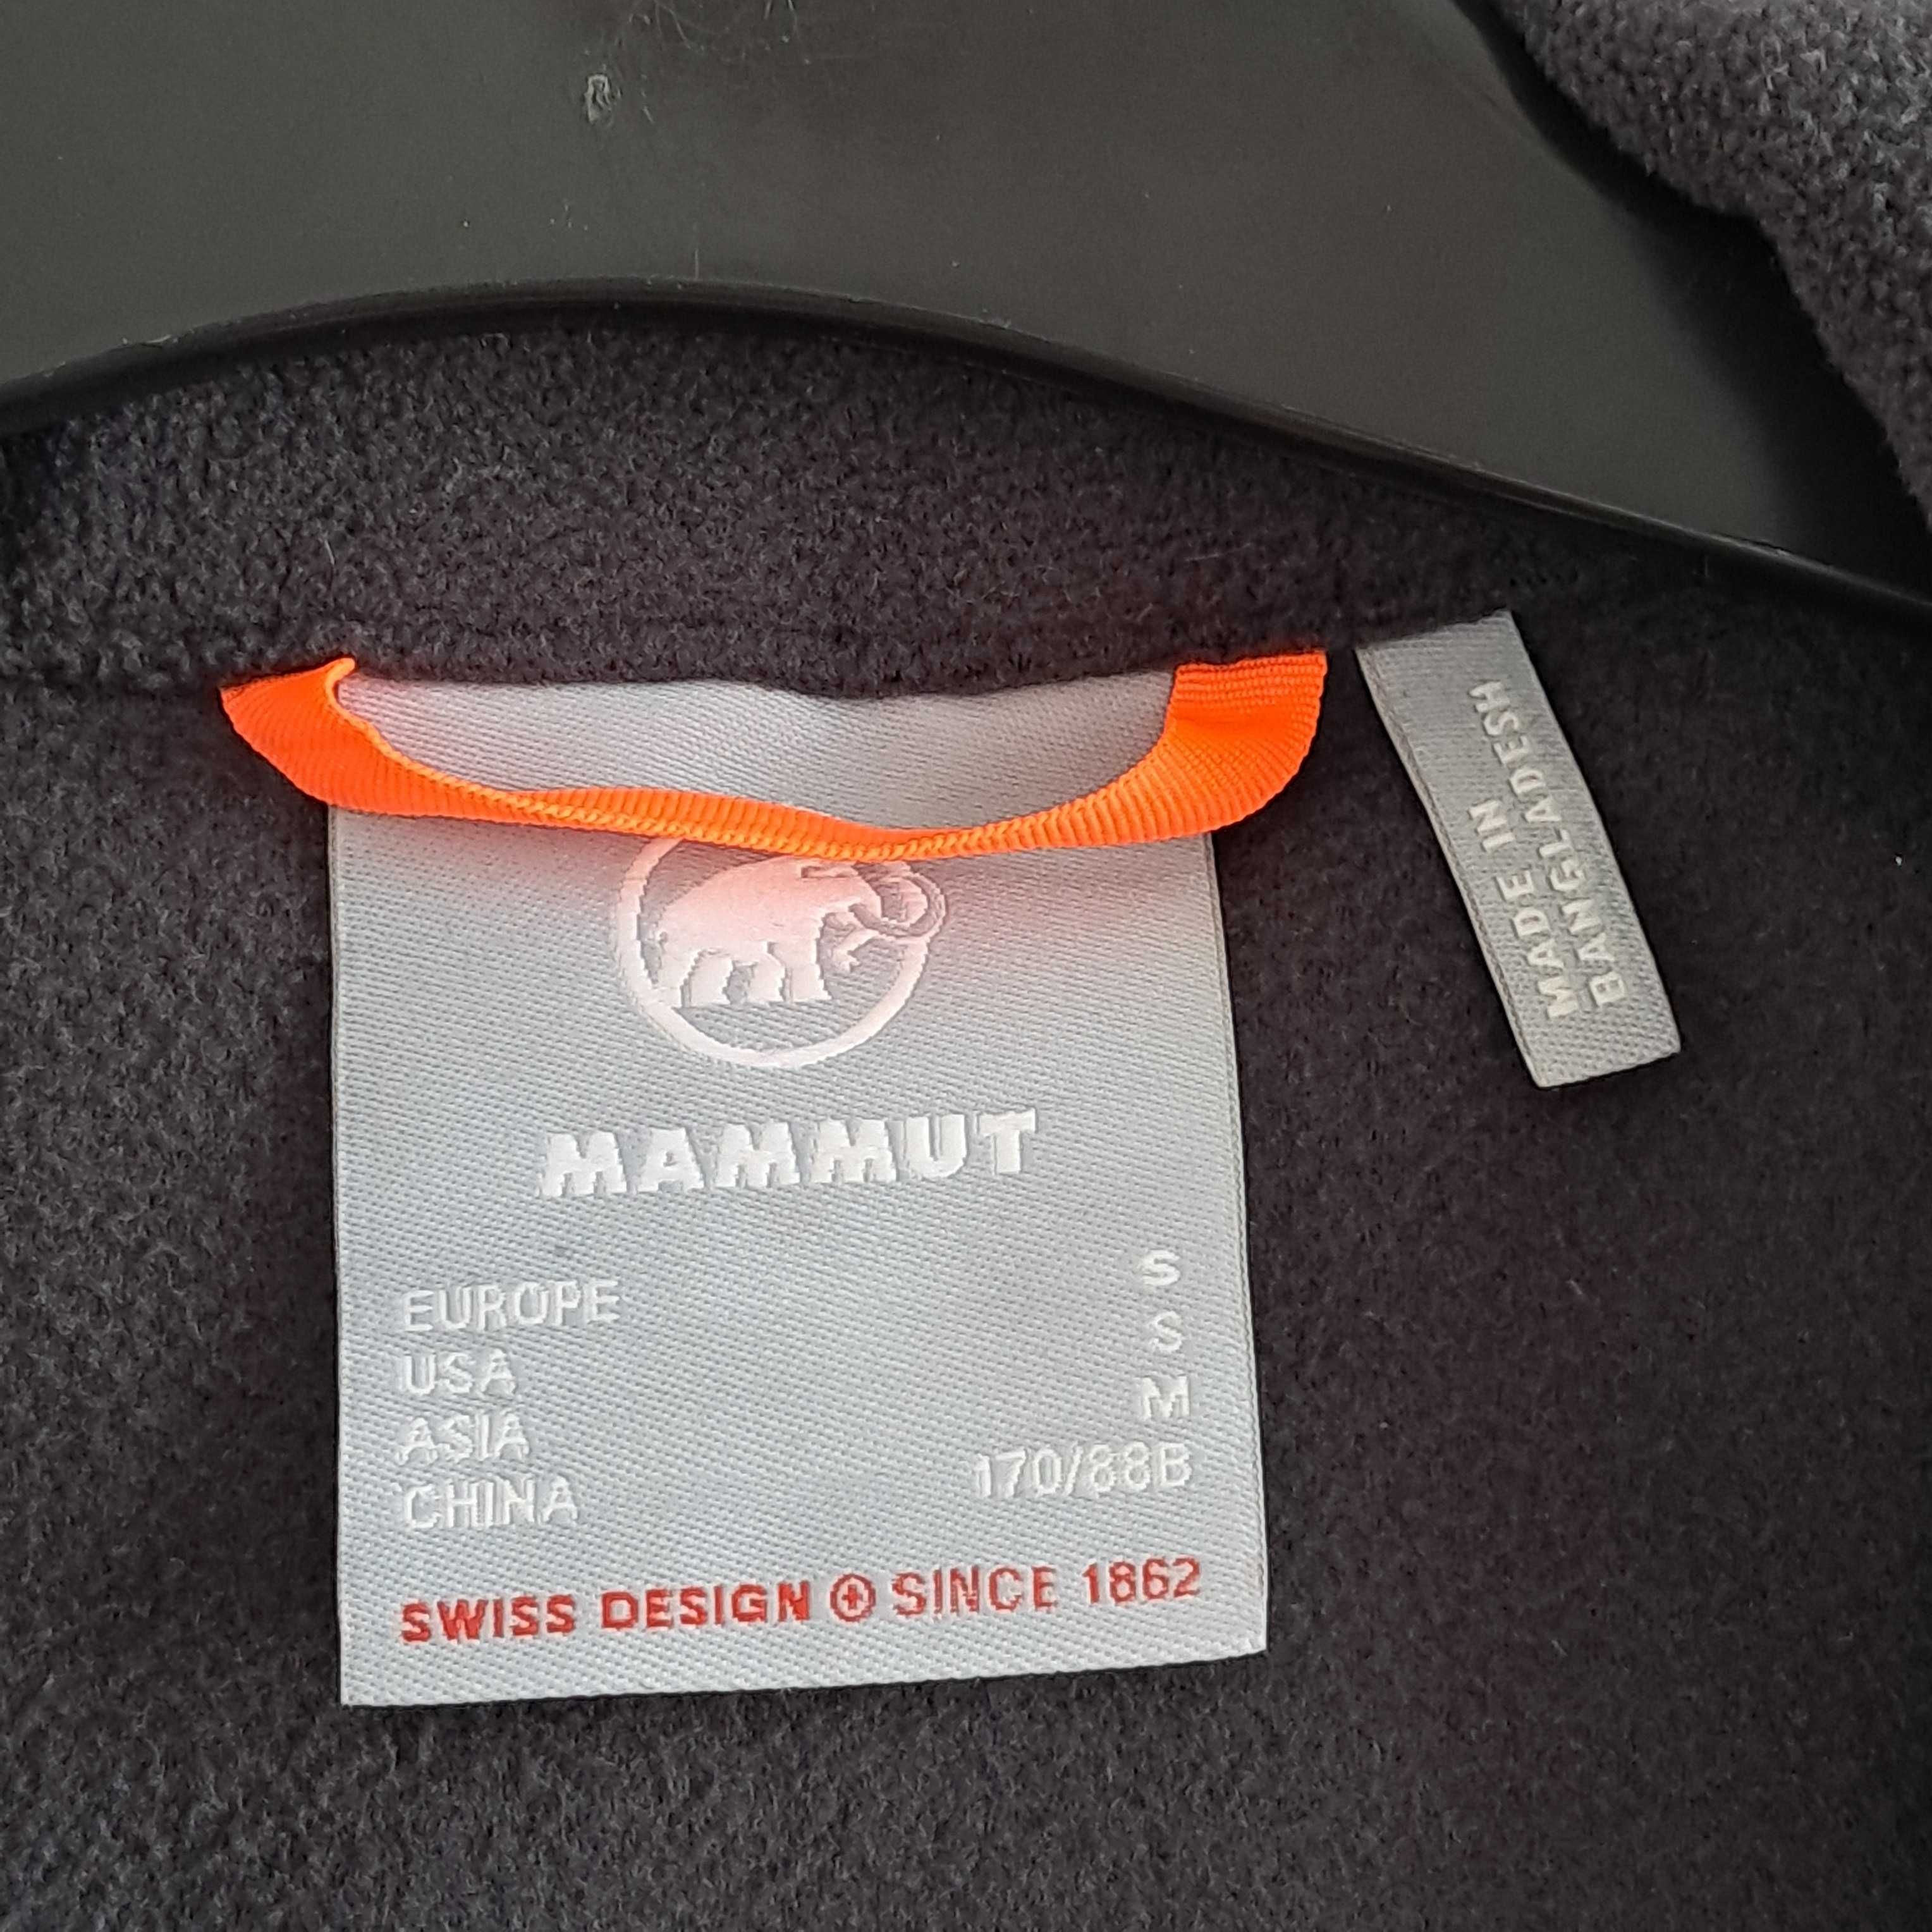 MAMMUT
EUROPE S
USA S
ASIA M
CHINA 170/88B
SWISS DESIGN SINCE 1862
MADE IN
BANGLADESH